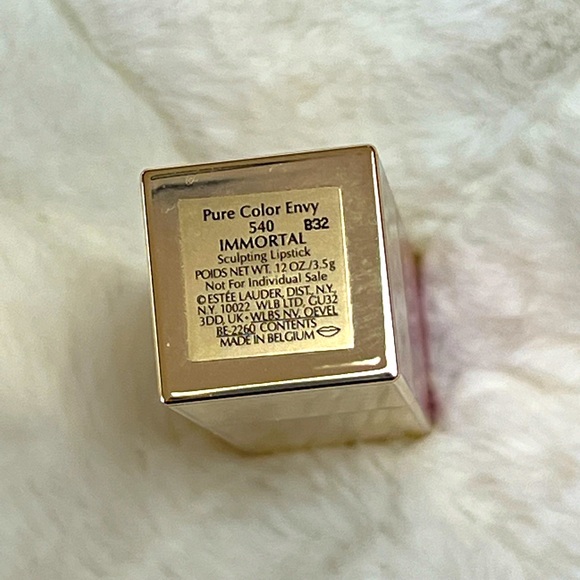 Pure Color Envy
540 B32
IMMORTAL
Sculpting Lipstick
POIDS NET WT. .12 OZ./3.5g
Not For Individual Sale
© ESTĒE LAUDER, DIST., N.Y.
N.Y. 10022 WLB LTD. GU32
3DD, UK • WLBS NV. OEVEL
BE-2260 CONTENTS
MADE IN BELGIUM